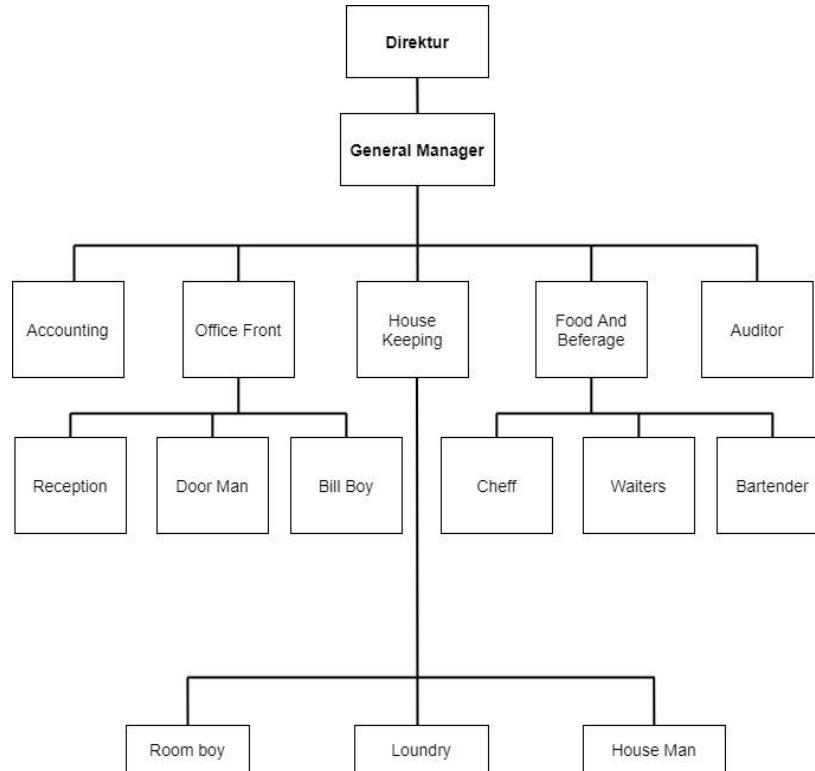 Direktur
General Manager
Accounting
Office Front
House
Keeping
Food And
Beferage
Auditor
Reception
Door Man
Bill Boy
Cheff
Waiters
Bartender
Room boy
Loundry
House Man